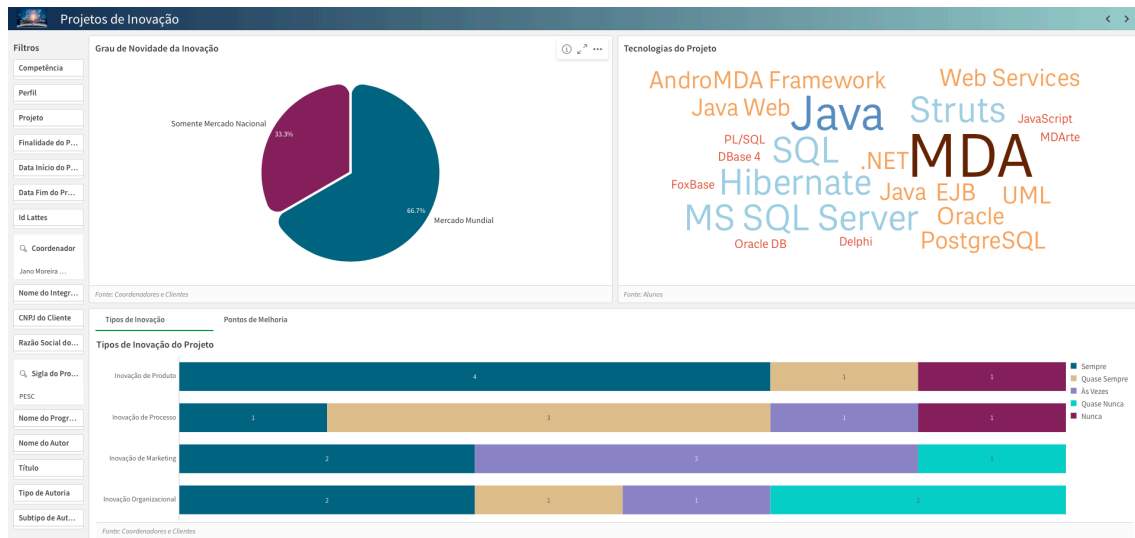 Projetos de Inovação
Filtros
Competência
Perfil
Projeto
Finalidade do P...
Data Início do P...
Data Fim do Pr...
Id Lattes
Coordenador
Jano Moreira ...
Nome do Integr...
CNPJ do Cliente
Razão Social do...
Sigla do Pro...
PESC
Nome do Progr...
Nome do Autor
Título
Tipo de Autoria
Subtipo de Aut...
Grau de Novidade da Inovação
Somente Mercado Nacional
33.3%
66.7%
Mercado Mundial
Fonte: Coordenadores e Clientes
Tecnologias do Projeto
AndroMDA Framework
Web Services
Java Web
Java
Struts
JavaScript
PL/SQL
MDArte
DBase 4
SQL
.NET
MDA
FoxBase
Hibernate
Java EJB
UML
MS SQL Server
Oracle
Oracle DB
Delphi
PostgreSQL
Fonte: Alunos
Tipos de Inovação
Pontos de Melhoria
Tipos de Inovação do Projeto
Inovação de Produto
4
1
1
Inovação de Processo
1
3
1
1
Inovação de Marketing
2
3
1
Inovação Organizacional
2
1
1
2
Sempre
Quase Sempre
Às Vezes
Quase Nunca
Nunca
Fonte: Coordenadores e Clientes